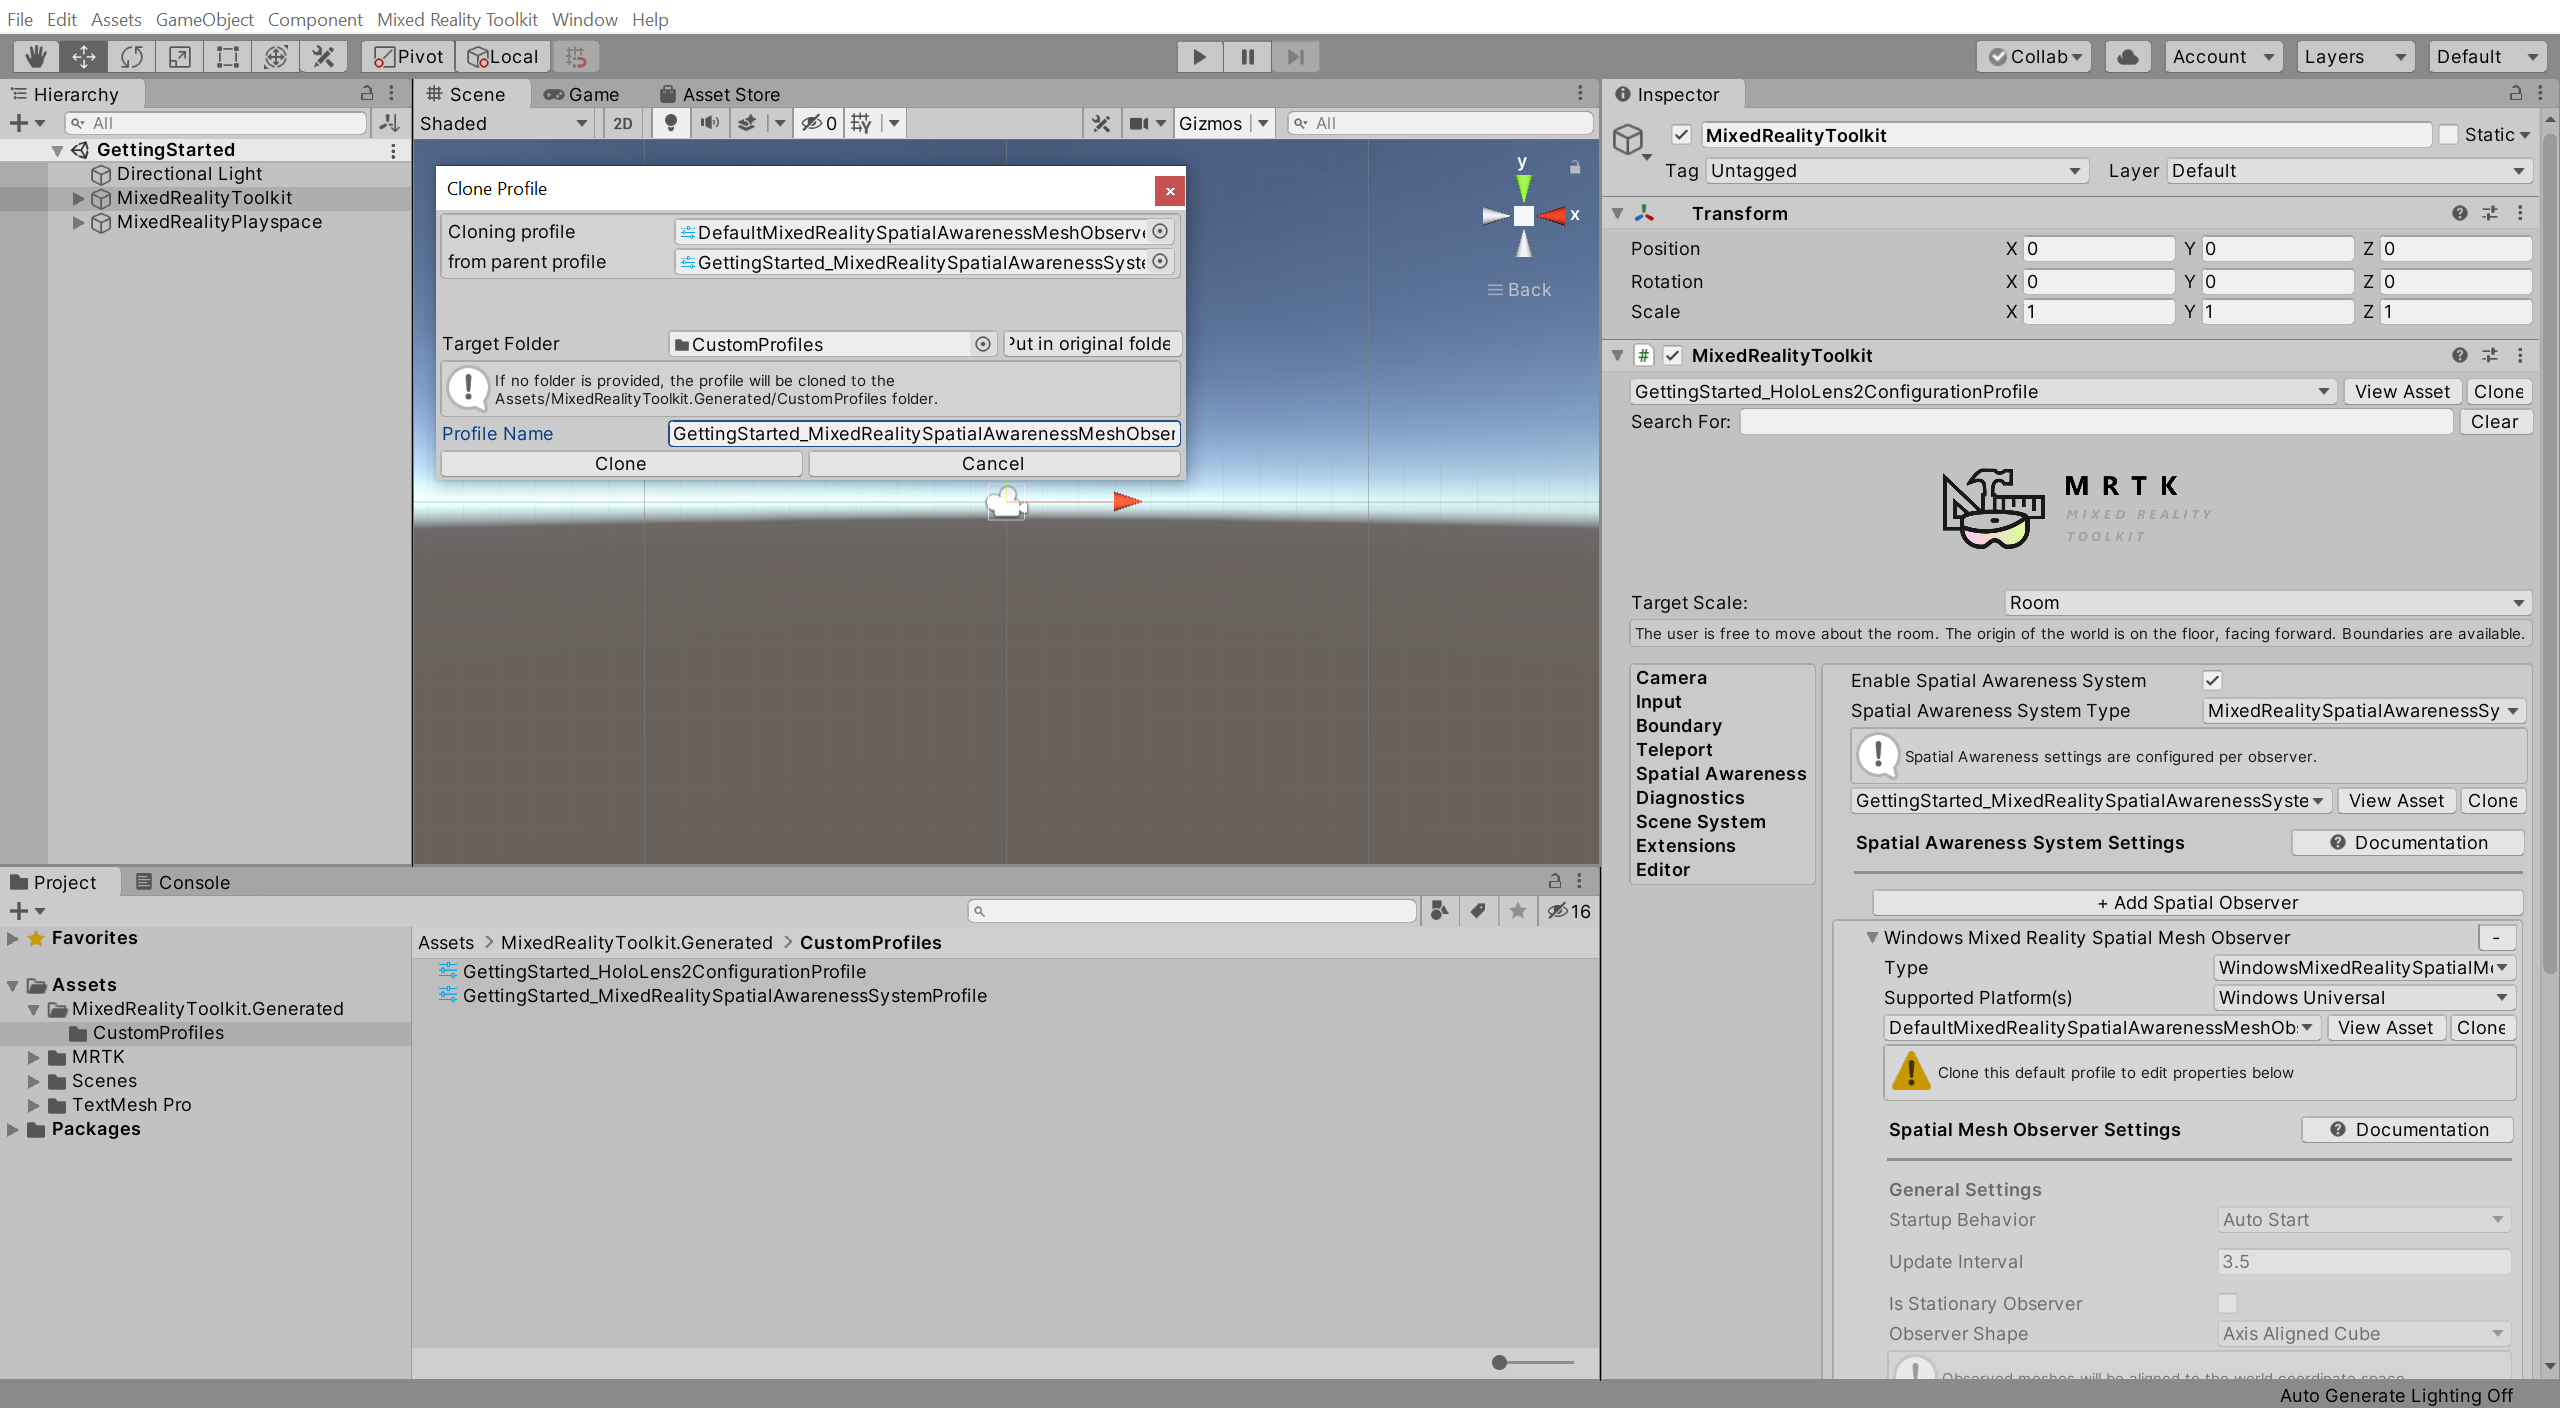 File Edit Assets GameObject Component Mixed Reality Toolkit Window Help
Pivot Local Collab Account Layers Default
Hierarchy
All
GettingStarted
Directional Light
MixedRealityToolkit
MixedRealityPlayspace
Scene Game Asset Store
Shaded 2D 0 Gizmos All
y
x
Back
Clone Profile
Cloning profile DefaultMixedRealitySpatialAwarenessMeshObserve
from parent profile GettingStarted_MixedRealitySpatialAwarenessSyste
Target Folder CustomProfiles Put in original folde
If no folder is provided, the profile will be cloned to the
Assets/MixedRealityToolkit.Generated/CustomProfiles folder.
Profile Name GettingStarted_MixedRealitySpatialAwarenessMeshObser
Clone Cancel
Project Console
16
Favorites
Assets
MixedRealityToolkit.Generated
CustomProfiles
MRTK
Scenes
TextMesh Pro
Packages
Assets > MixedRealityToolkit.Generated > CustomProfiles
GettingStarted_HoloLens2ConfigurationProfile
GettingStarted_MixedRealitySpatialAwarenessSystemProfile
Inspector
MixedRealityToolkit Static
Tag Untagged Layer Default
Transform
Position X 0 Y 0 Z 0
Rotation X 0 Y 0 Z 0
Scale X 1 Y 1 Z 1
# MixedRealityToolkit
GettingStarted_HoloLens2ConfigurationProfile View Asset Clone
Search For: Clear
MRTK
MIXED REALITY
TOOLKIT
Target Scale: Room
The user is free to move about the room. The origin of the world is on the floor, facing forward. Boundaries are available.
Camera
Input
Boundary
Teleport
Spatial Awareness
Diagnostics
Scene System
Extensions
Editor
Enable Spatial Awareness System
Spatial Awareness System Type MixedRealitySpatialAwarenessSy
Spatial Awareness settings are configured per observer.
GettingStarted_MixedRealitySpatialAwarenessSyste View Asset Clone
Spatial Awareness System Settings Documentation
+ Add Spatial Observer
Windows Mixed Reality Spatial Mesh Observer -
Type WindowsMixedRealitySpatialM
Supported Platform(s) Windows Universal
DefaultMixedRealitySpatialAwarenessMeshOb View Asset Clone
Clone this default profile to edit properties below
Spatial Mesh Observer Settings Documentation
General Settings
Startup Behavior Auto Start
Update Interval 3.5
Is Stationary Observer
Observer Shape Axis Aligned Cube
Observed meshes will be aligned to the world coordinate space
Auto Generate Lighting Off